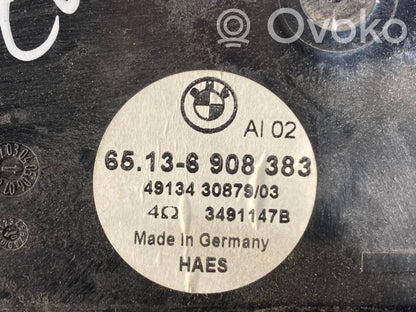 Ovoko
AI 02
65.13-6 908 383
49134 30879/03
4Ω 3491147B
Made In Germany
HAES